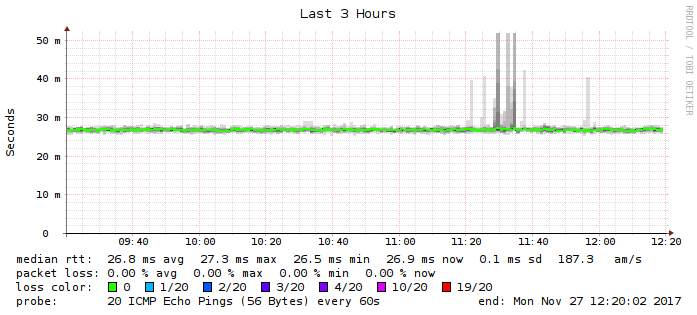 Last 3 Hours
RRDTOOL / TOBI OETIKER
Seconds
50 m
40 m
30 m
20 m
10 m
0
09:40 10:00 10:20 10:40 11:00 11:20 11:40 12:00 12:20
median rtt: 26.8 ms avg 27.3 ms max 26.5 ms min 26.9 ms now 0.1 ms sd 187.3 am/s
packet loss: 0.00 % avg 0.00 % max 0.00 % min 0.00 % now
loss color: 0 1/20 2/20 3/20 4/20 10/20 19/20
probe: 20 ICMP Echo Pings (56 Bytes) every 60s end: Mon Nov 27 12:20:02 2017